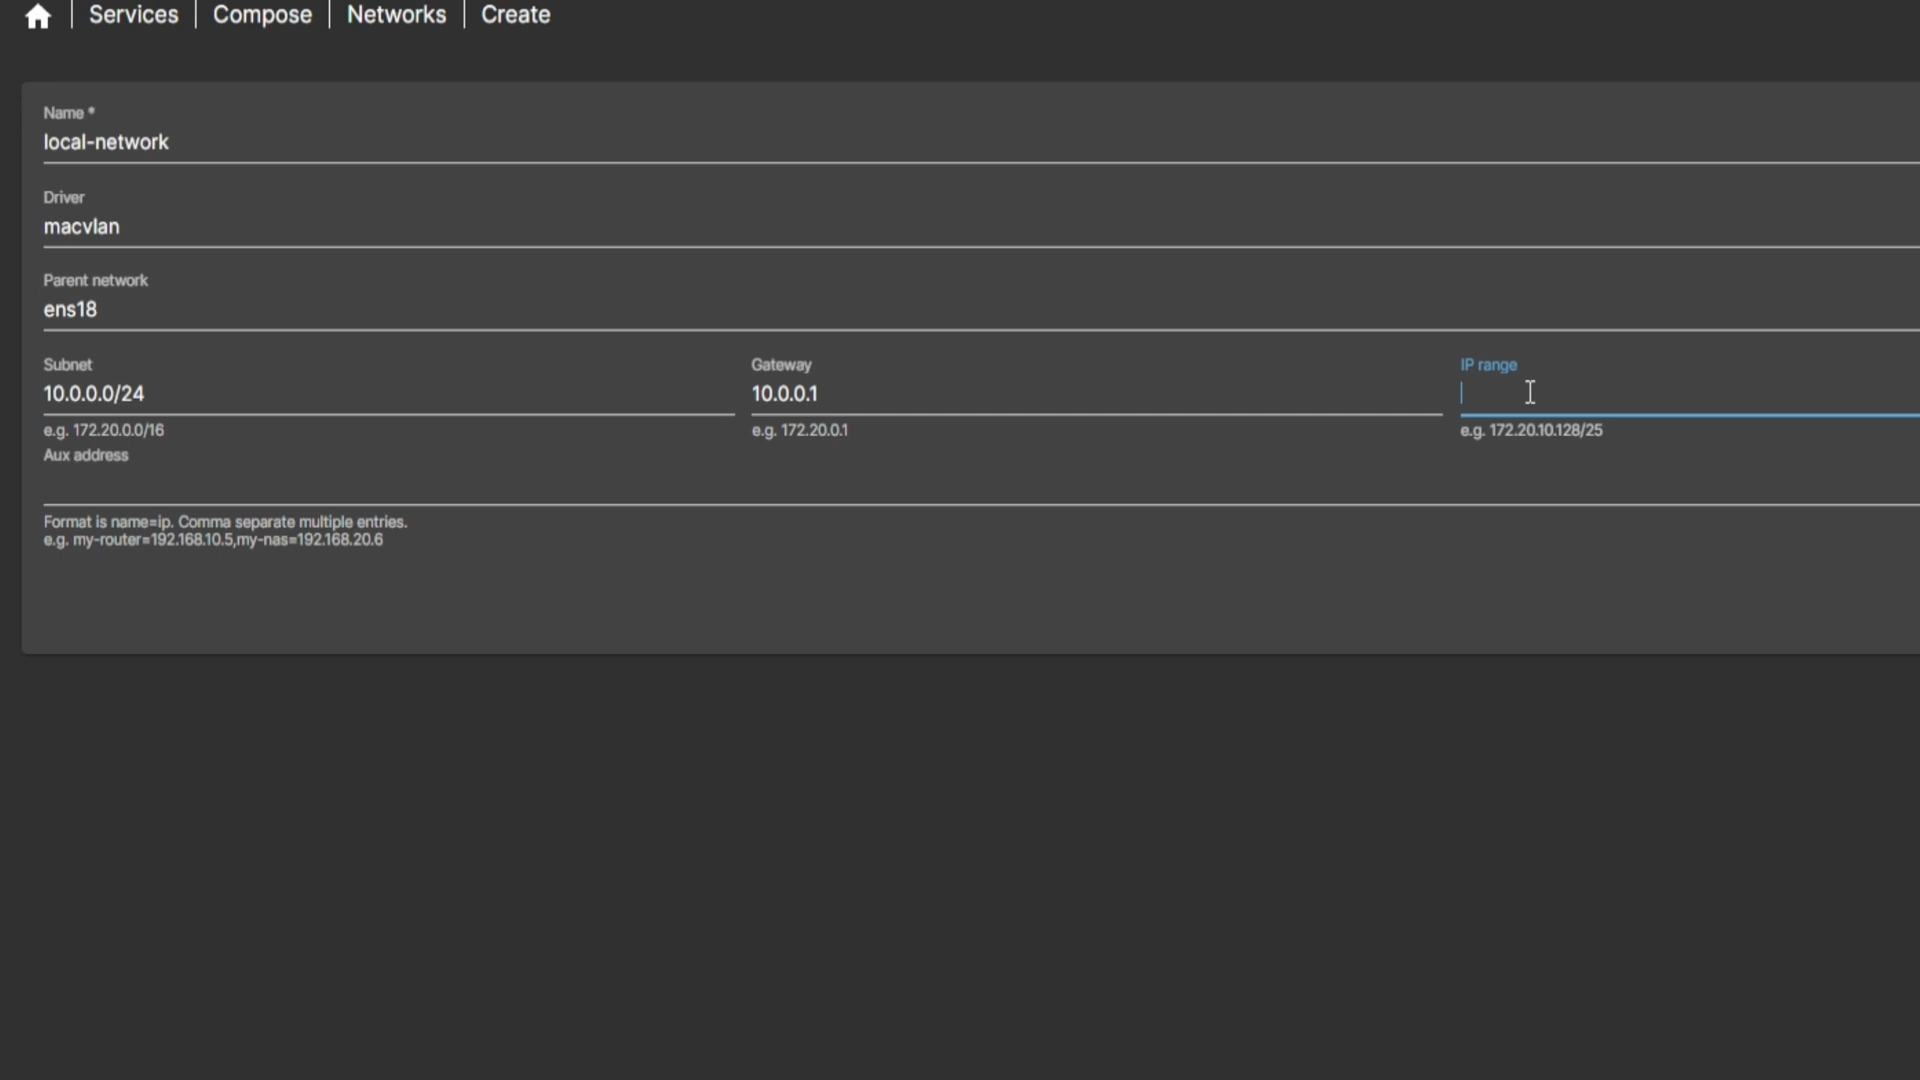 Services | Compose | Networks | Create
Name *
local-network
Driver
macvlan
Parent network
ens18
Subnet Gateway IP range
10.0.0.0/24 10.0.0.1
e.g. 172.20.0.0/16 e.g. 172.20.0.1 e.g. 172.20.10.128/25
Aux address
Format is name=ip. Comma separate multiple entries.
e.g. my-router=192.168.10.5,my-nas=192.168.20.6